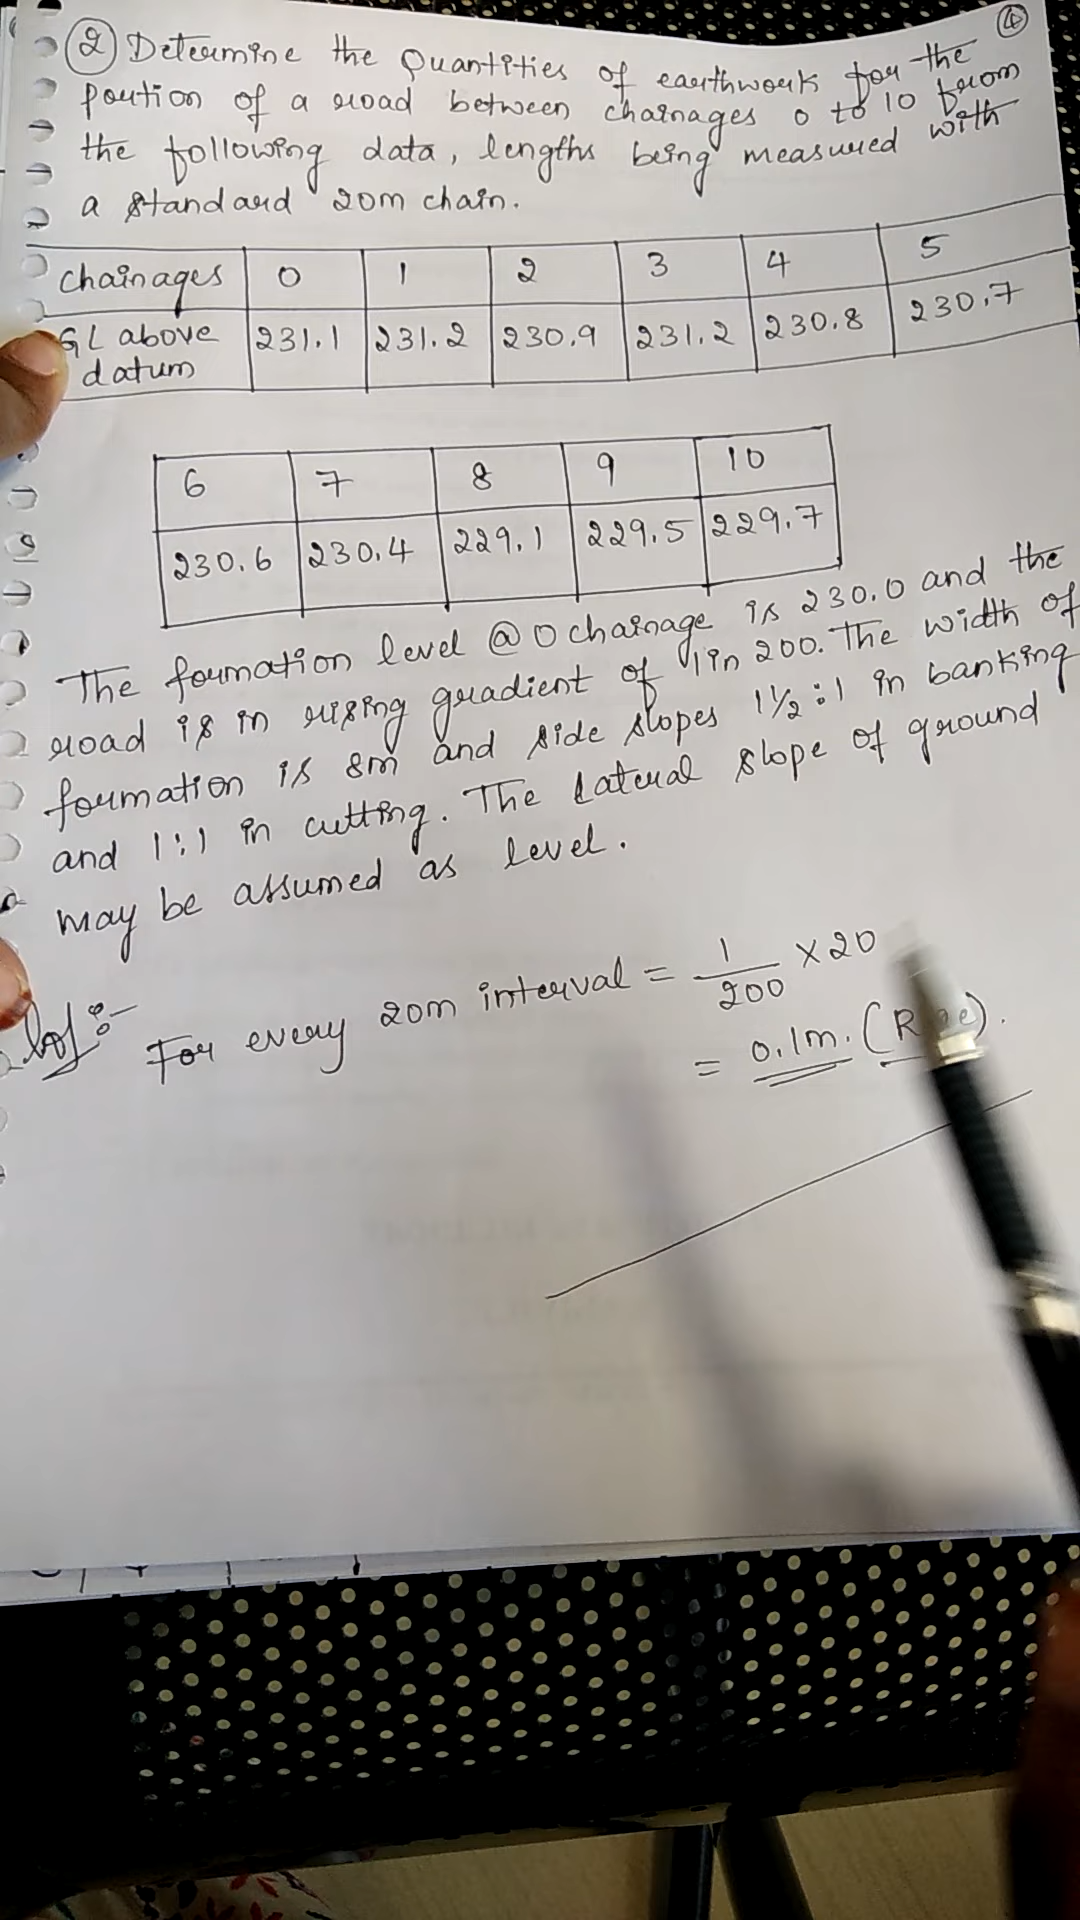 ④
② Determine the Quantities of earthwork for the
portion of a road between chainages 0 to 10 from
the following data, lengths being measured with
a standard 20m chain.
chainages 0 1 2 3 4 5
GL above datum 231.1 231.2 230.9 231.2 230.8 230.7
6 7 8 9 10
230.6 230.4 229.1 229.5 229.7
The formation level @ 0 chainage is 230.0 and the
road is in rising gradient of 1 in 200. The width of
formation is 8m and side slopes 1½:1 in banking
and 1:1 in cutting. The Lateral slope of ground
may be assumed as level.
Sol:-
For every 20m interval = 1/200 × 20
= 0.1m. (Rise).